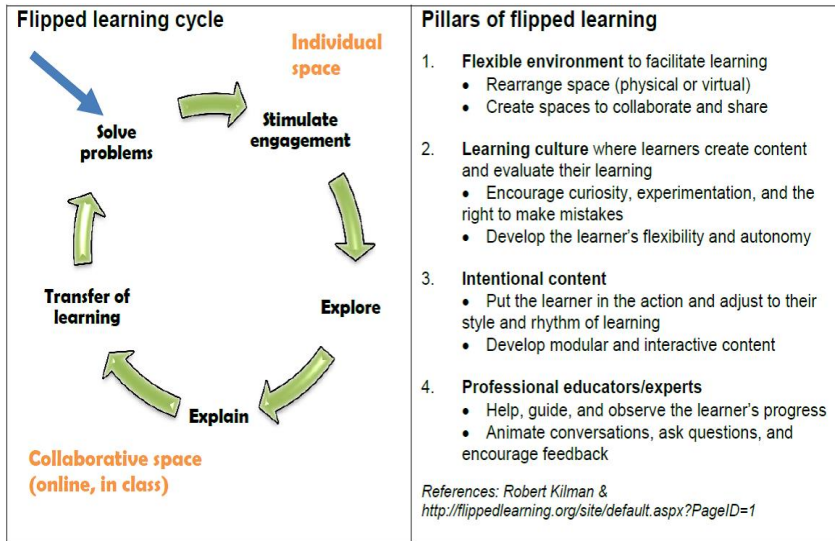 Flipped learning cycle
Individual
space
Solve
problems
Stimulate
engagement
Transfer of
learning
Explore
Explain
Collaborative space
(online, in class)
Pillars of flipped learning
1. Flexible environment to facilitate learning
• Rearrange space (physical or virtual)
• Create spaces to collaborate and share
2. Learning culture where learners create content
and evaluate their learning
• Encourage curiosity, experimentation, and the
right to make mistakes
• Develop the learner's flexibility and autonomy
3. Intentional content
• Put the learner in the action and adjust to their
style and rhythm of learning
• Develop modular and interactive content
4. Professional educators/experts
• Help, guide, and observe the learner's progress
• Animate conversations, ask questions, and
encourage feedback
References: Robert Kilman &
http://flippedlearning.org/site/default.aspx?PageID=1